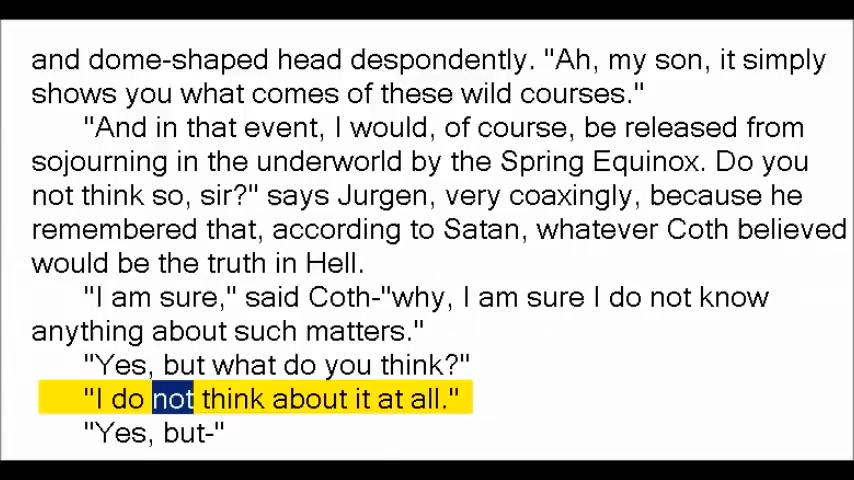 and dome-shaped head despondently. "Ah, my son, it simply
shows you what comes of these wild courses."
"And in that event, I would, of course, be released from
sojourning in the underworld by the Spring Equinox. Do you
not think so, sir?" says Jurgen, very coaxingly, because he
remembered that, according to Satan, whatever Coth believed
would be the truth in Hell.
"I am sure," said Coth-"why, I am sure I do not know
anything about such matters."
"Yes, but what do you think?"
"I do not think about it at all."
"Yes, but-"